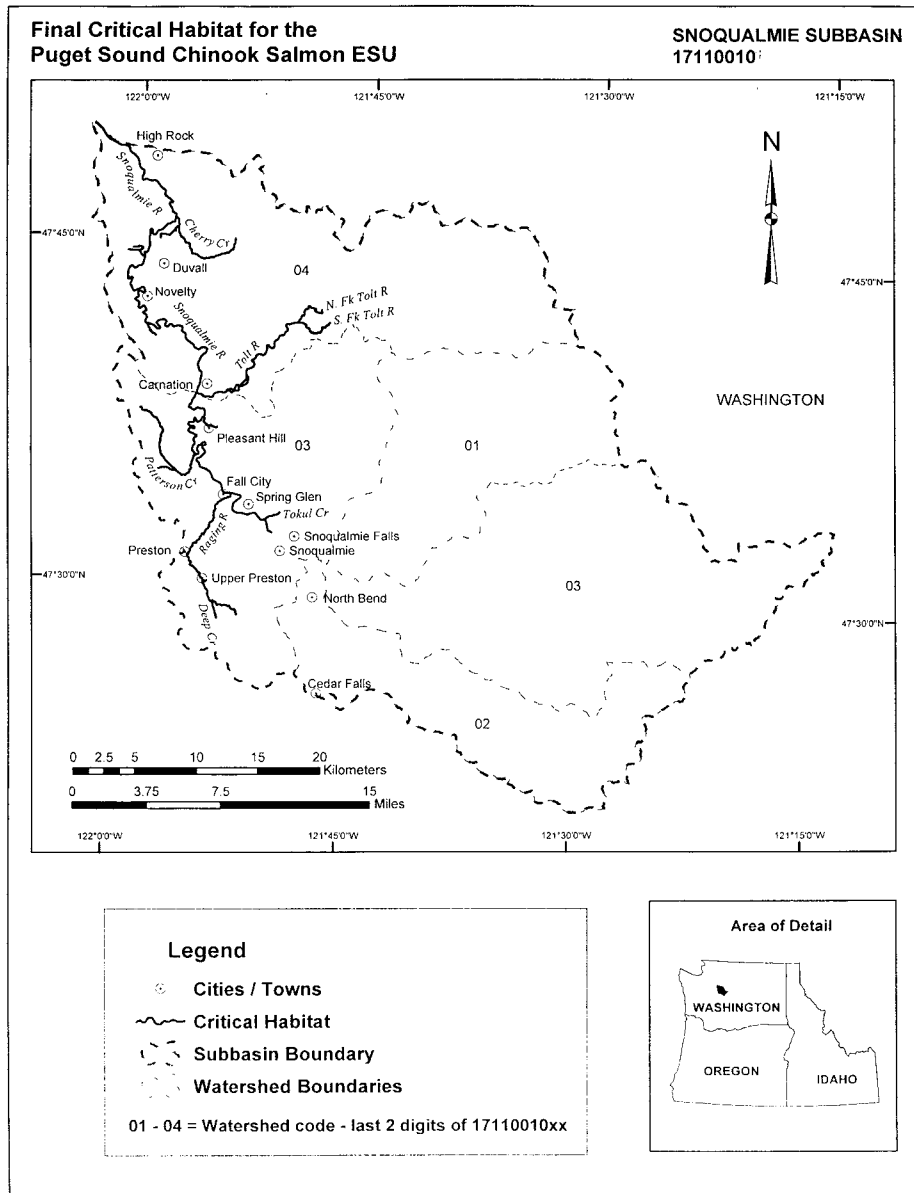 Final Critical Habitat for the
Puget Sound Chinook Salmon ESU
SNOQUALMIE SUBBASIN
17110010
122°0'0"W
121°45'0"W
121°30'0"W
121°15'0"W
High Rock
N
Snoqualmie R
Cherry Cr
47°45'0"N
Duvall
04
47°45'0"N
Novelty
N. Fk Tolt R
S. Fk Tolt R
Snoqualmie R
Tolt R
Carnation
WASHINGTON
Pleasant Hill
03
01
Patterson Cr
Fall City
Spring Glen
Tokul Cr
Raging R
Snoqualmie Falls
Preston
Snoqualmie
47°30'0"N
Upper Preston
03
North Bend
Deep Cr
47°30'0"N
Cedar Falls
02
0 2.5 5 10 15 20
Kilometers
0 3.75 7.5 15
Miles
122°0'0"W
121°45'0"W
121°30'0"W
121°15'0"W
Legend
Cities / Towns
Critical Habitat
Subbasin Boundary
Watershed Boundaries
01 - 04 = Watershed code - last 2 digits of 17110010xx
Area of Detail
WASHINGTON
OREGON
IDAHO